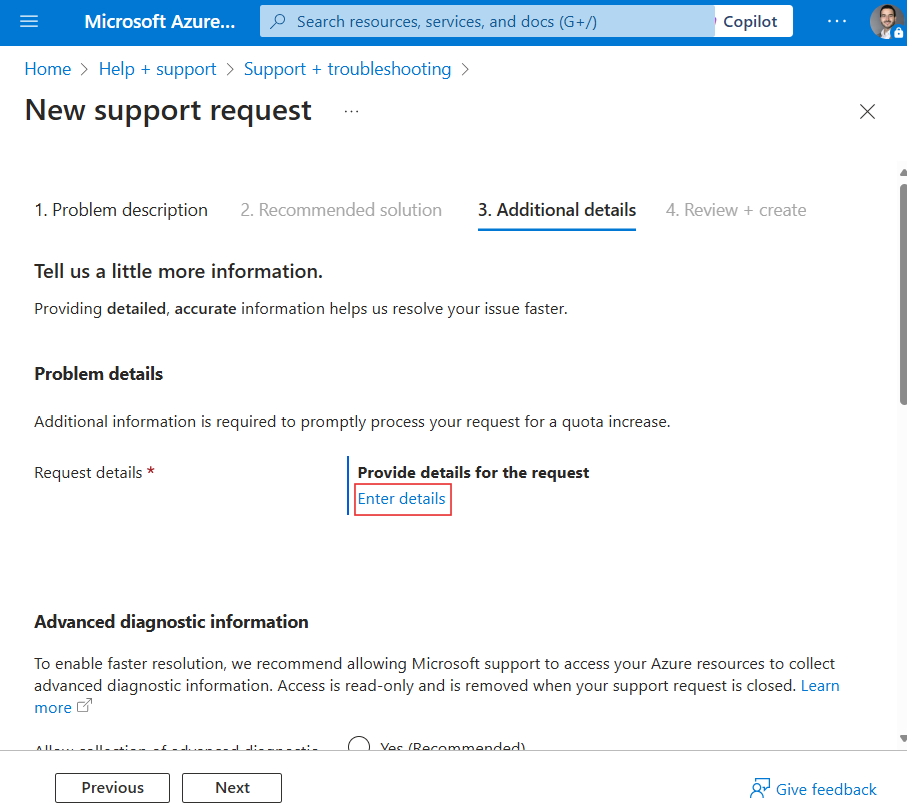 Microsoft Azure...
Search resources, services, and docs (G+/)
Copilot
...
Home > Help + support > Support + troubleshooting >
New support request ...
1. Problem description
2. Recommended solution
3. Additional details
4. Review + create
Tell us a little more information.
Providing detailed, accurate information helps us resolve your issue faster.
Problem details
Additional information is required to promptly process your request for a quota increase.
Request details *
Provide details for the request
Enter details
Advanced diagnostic information
To enable faster resolution, we recommend allowing Microsoft support to access your Azure resources to collect
advanced diagnostic information. Access is read-only and is removed when your support request is closed. Learn
more
Allow collection of advanced diagnostic
Yes (Recommended)
Previous
Next
Give feedback